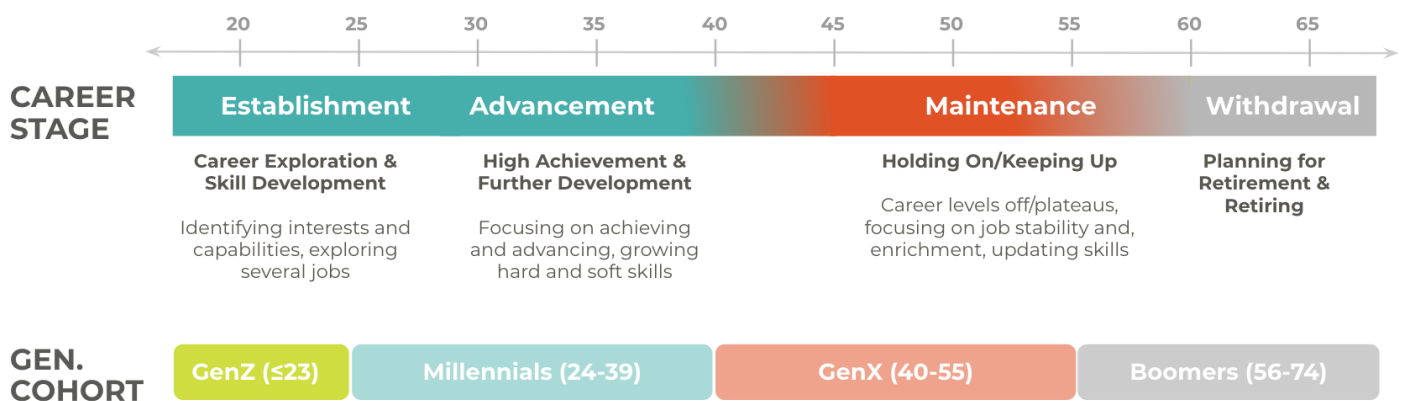 20 25 30 35 40 45 50 55 60 65
CAREER
STAGE
Establishment
Advancement
Maintenance
Withdrawal
Career Exploration &
Skill Development
Identifying interests and
capabilities, exploring
several jobs
High Achievement &
Further Development
Focusing on achieving
and advancing, growing
hard and soft skills
Holding On/Keeping Up
Career levels off/plateaus,
focusing on job stability and,
enrichment, updating skills
Planning for
Retirement &
Retiring
GEN.
COHORT
GenZ (≤23)
Millennials (24-39)
GenX (40-55)
Boomers (56-74)